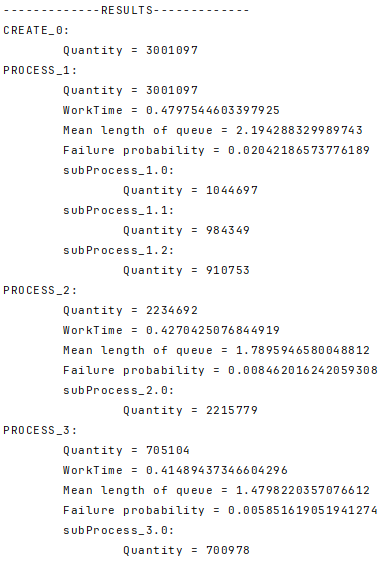 -------------RESULTS-------------
CREATE_0:
Quantity = 3001097
PROCESS_1:
Quantity = 3001097
WorkTime = 0.4797544603397925
Mean length of queue = 2.194288329989743
Failure probability = 0.02042186573776189
subProcess_1.0:
Quantity = 1044697
subProcess_1.1:
Quantity = 984349
subProcess_1.2:
Quantity = 910753
PROCESS_2:
Quantity = 2234692
WorkTime = 0.4270425076844919
Mean length of queue = 1.7895946580048812
Failure probability = 0.008462016242059308
subProcess_2.0:
Quantity = 2215779
PROCESS_3:
Quantity = 705104
WorkTime = 0.41489437346604296
Mean length of queue = 1.4798220357076612
Failure probability = 0.005851619051941274
subProcess_3.0:
Quantity = 700978